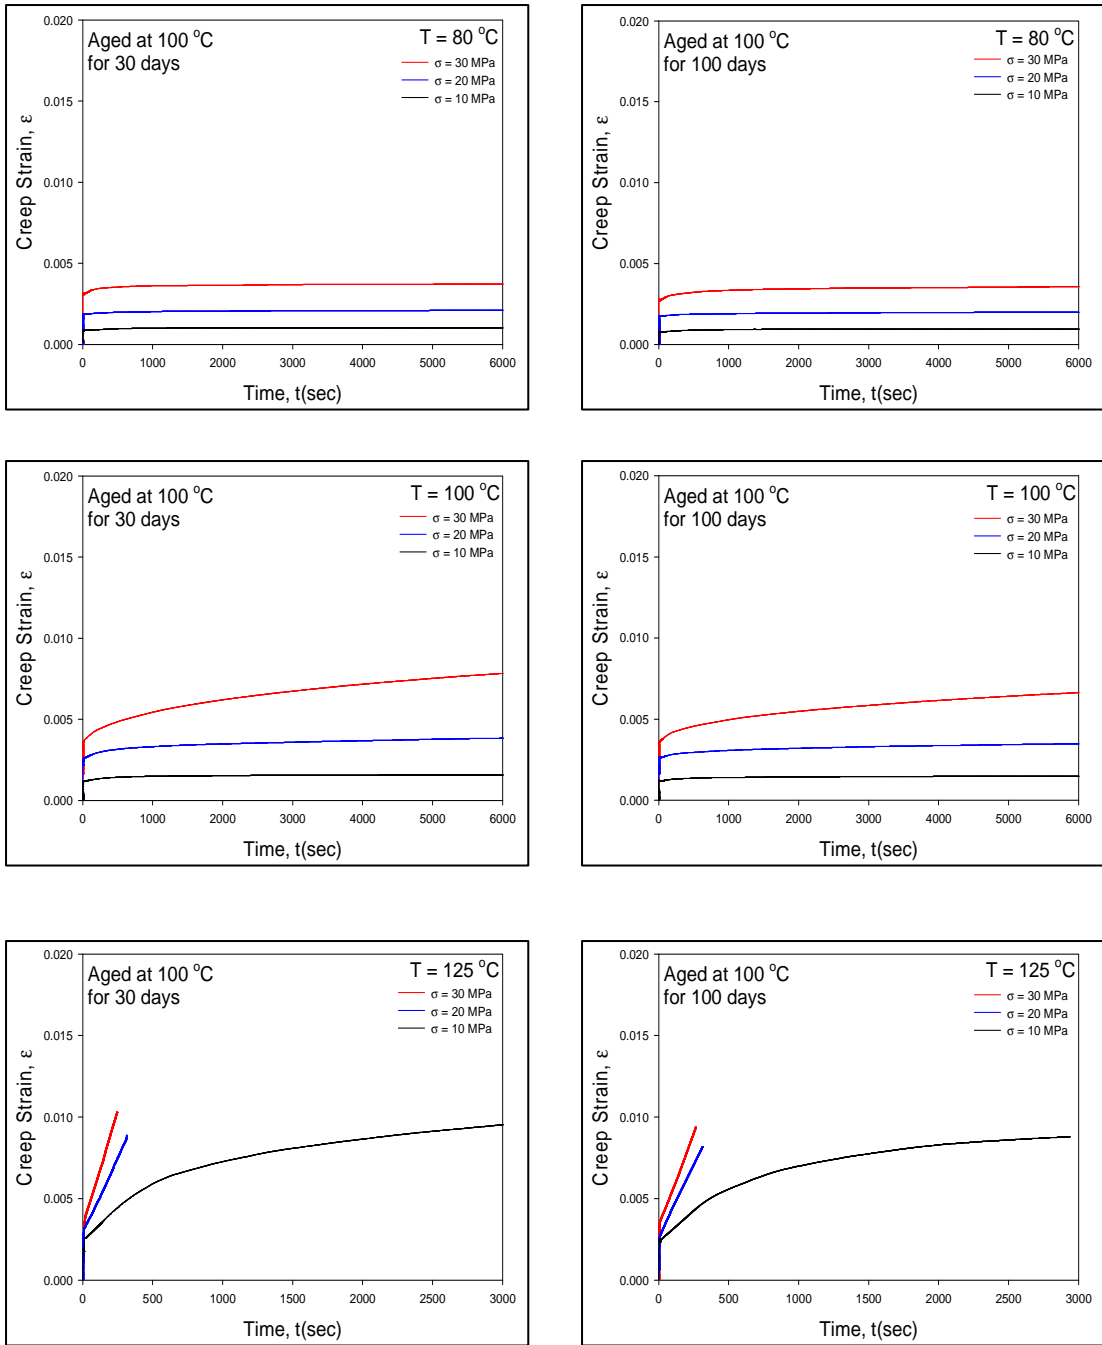 Aged at 100 °C
for 30 days
T = 80 °C
σ = 30 MPa
σ = 20 MPa
σ = 10 MPa
Creep Strain, ε
0.020
0.015
0.010
0.005
0.000
0 1000 2000 3000 4000 5000 6000
Time, t(sec)
Aged at 100 °C
for 100 days
T = 80 °C
σ = 30 MPa
σ = 20 MPa
σ = 10 MPa
Creep Strain, ε
0.020
0.015
0.010
0.005
0.000
0 1000 2000 3000 4000 5000 6000
Time, t(sec)
Aged at 100 °C
for 30 days
T = 100 °C
σ = 30 MPa
σ = 20 MPa
σ = 10 MPa
Creep Strain, ε
0.020
0.015
0.010
0.005
0.000
0 1000 2000 3000 4000 5000 6000
Time, t(sec)
Aged at 100 °C
for 100 days
T = 100 °C
σ = 30 MPa
σ = 20 MPa
σ = 10 MPa
Creep Strain, ε
0.020
0.015
0.010
0.005
0.000
0 1000 2000 3000 4000 5000 6000
Time, t(sec)
Aged at 100 °C
for 30 days
T = 125 °C
σ = 30 MPa
σ = 20 MPa
σ = 10 MPa
Creep Strain, ε
0.020
0.015
0.010
0.005
0.000
0 500 1000 1500 2000 2500 3000
Time, t(sec)
Aged at 100 °C
for 100 days
T = 125 °C
σ = 30 MPa
σ = 20 MPa
σ = 10 MPa
Creep Strain, ε
0.020
0.015
0.010
0.005
0.000
0 500 1000 1500 2000 2500 3000
Time, t(sec)